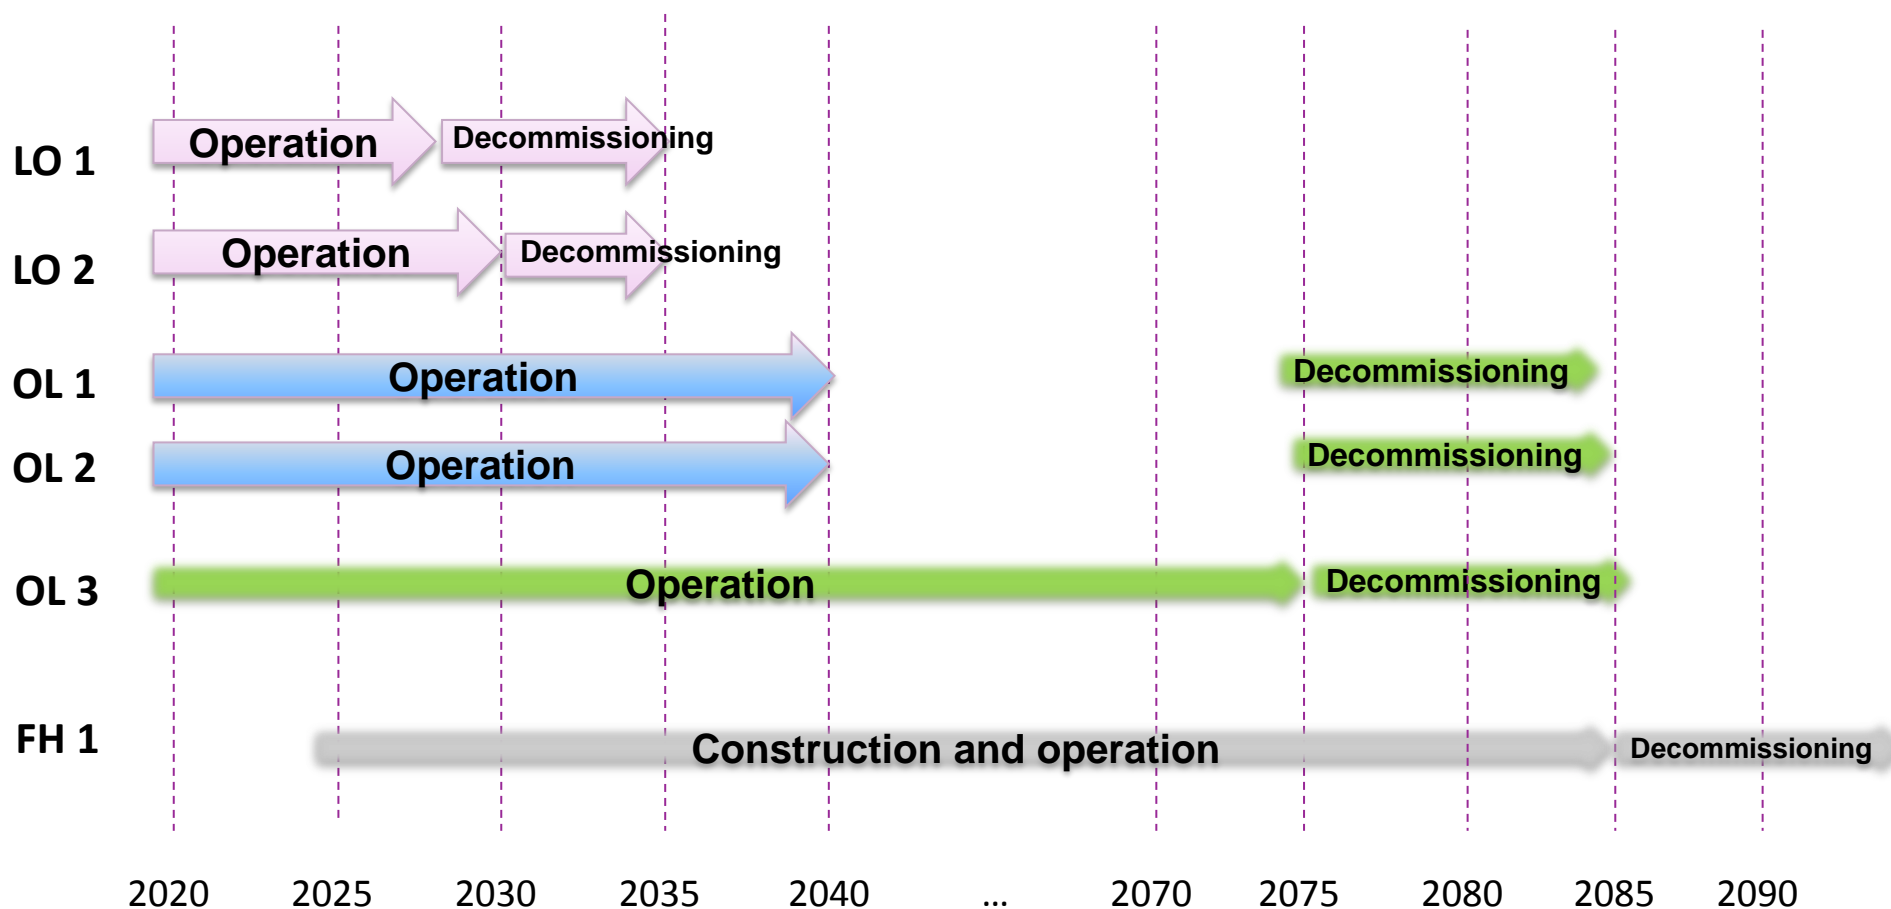 LO 1 Operation Decommissioning
LO 2 Operation Decommissioning
OL 1 Operation Decommissioning
OL 2 Operation Decommissioning
OL 3 Operation Decommissioning
FH 1 Construction and operation Decommissioning
2020 2025 2030 2035 2040 ... 2070 2075 2080 2085 2090